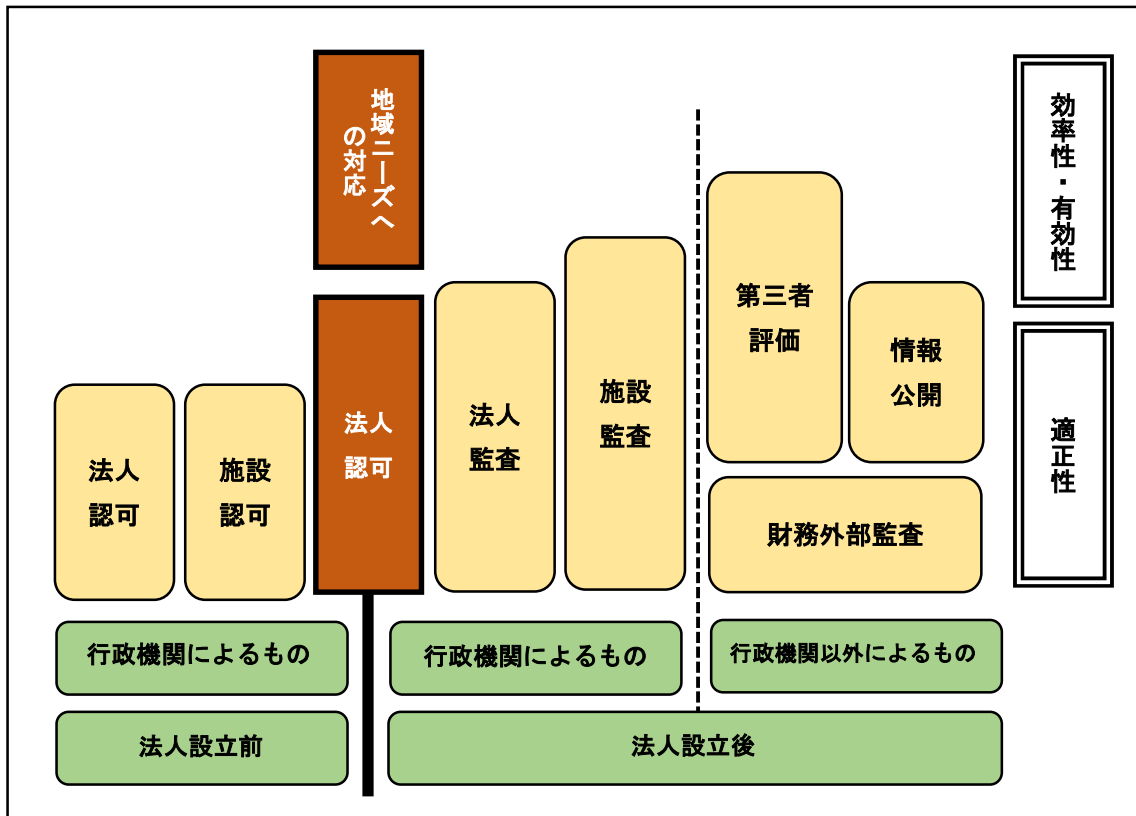 地域ニーズへ
の対応
効率性・有効性
第三者
評価
情報
公開
施設
監査
法人
監査
法人
認可
適正性
法人
認可
施設
認可
財務外部監査
行政機関によるもの
行政機関によるもの
行政機関以外によるもの
法人設立前
法人設立後